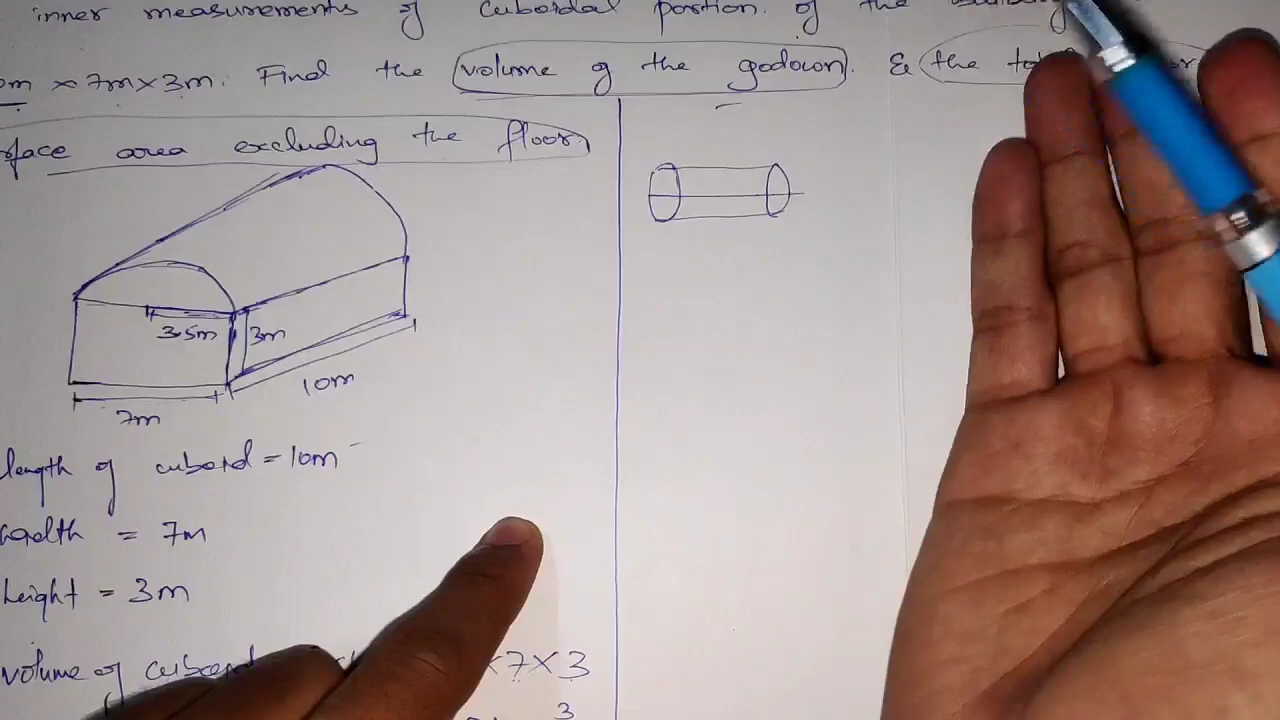 inner measurements of cuboidal portion of the
m × 7m × 3m. Find the volume of the godown. & the
rface area excluding the floor.
3.5m
3m
10m
7m
length of cuboid = 10m
eadth = 7m
height = 3m
volume of cuboid
×7×3
3